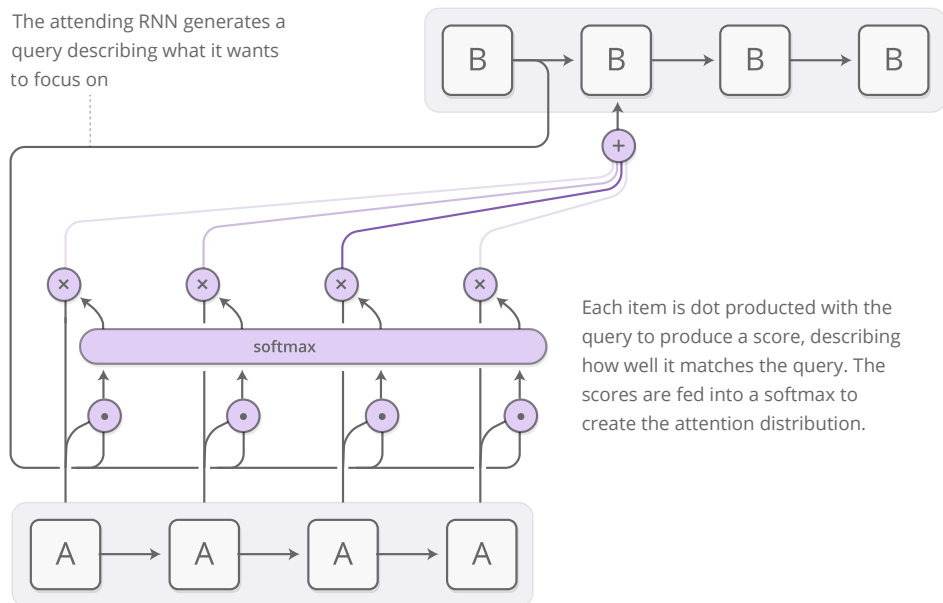 The attending RNN generates a
query describing what it wants
to focus on
B
B
B
B
+
×
×
×
×
softmax
Each item is dot producted with the
query to produce a score, describing
how well it matches the query. The
scores are fed into a softmax to
create the attention distribution.
•
•
•
•
A
A
A
A